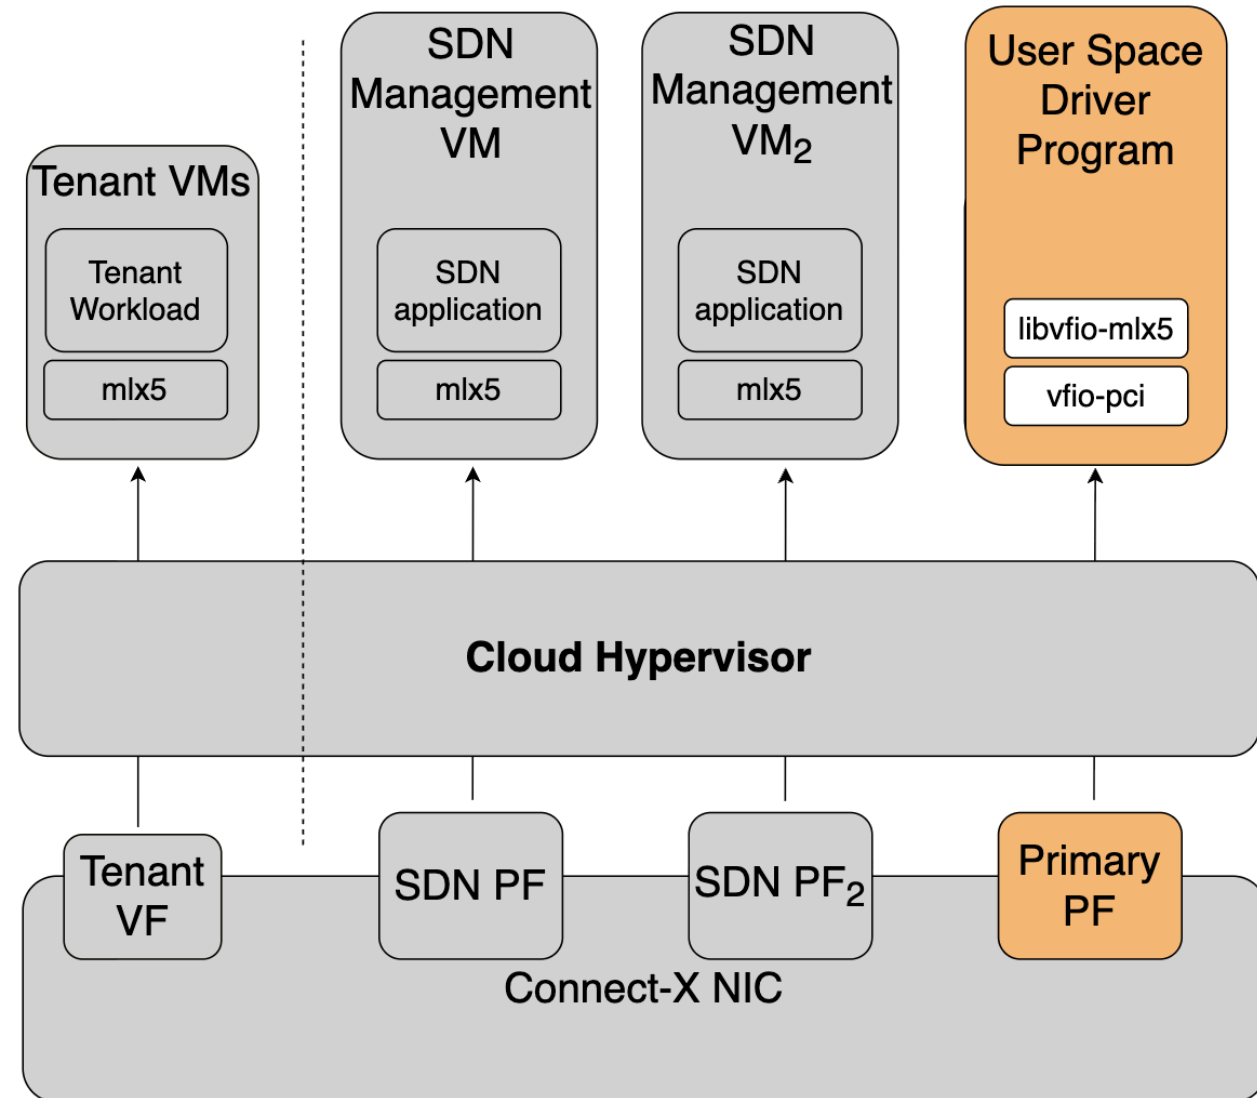 SDN
Management
VM
SDN
Management
VM₂
User Space
Driver
Program
Tenant VMs
Tenant
Workload
mlx5
SDN
application
mlx5
SDN
application
mlx5
libvfio-mlx5
vfio-pci
Cloud Hypervisor
Tenant
VF
SDN PF
SDN PF₂
Primary
PF
Connect-X NIC